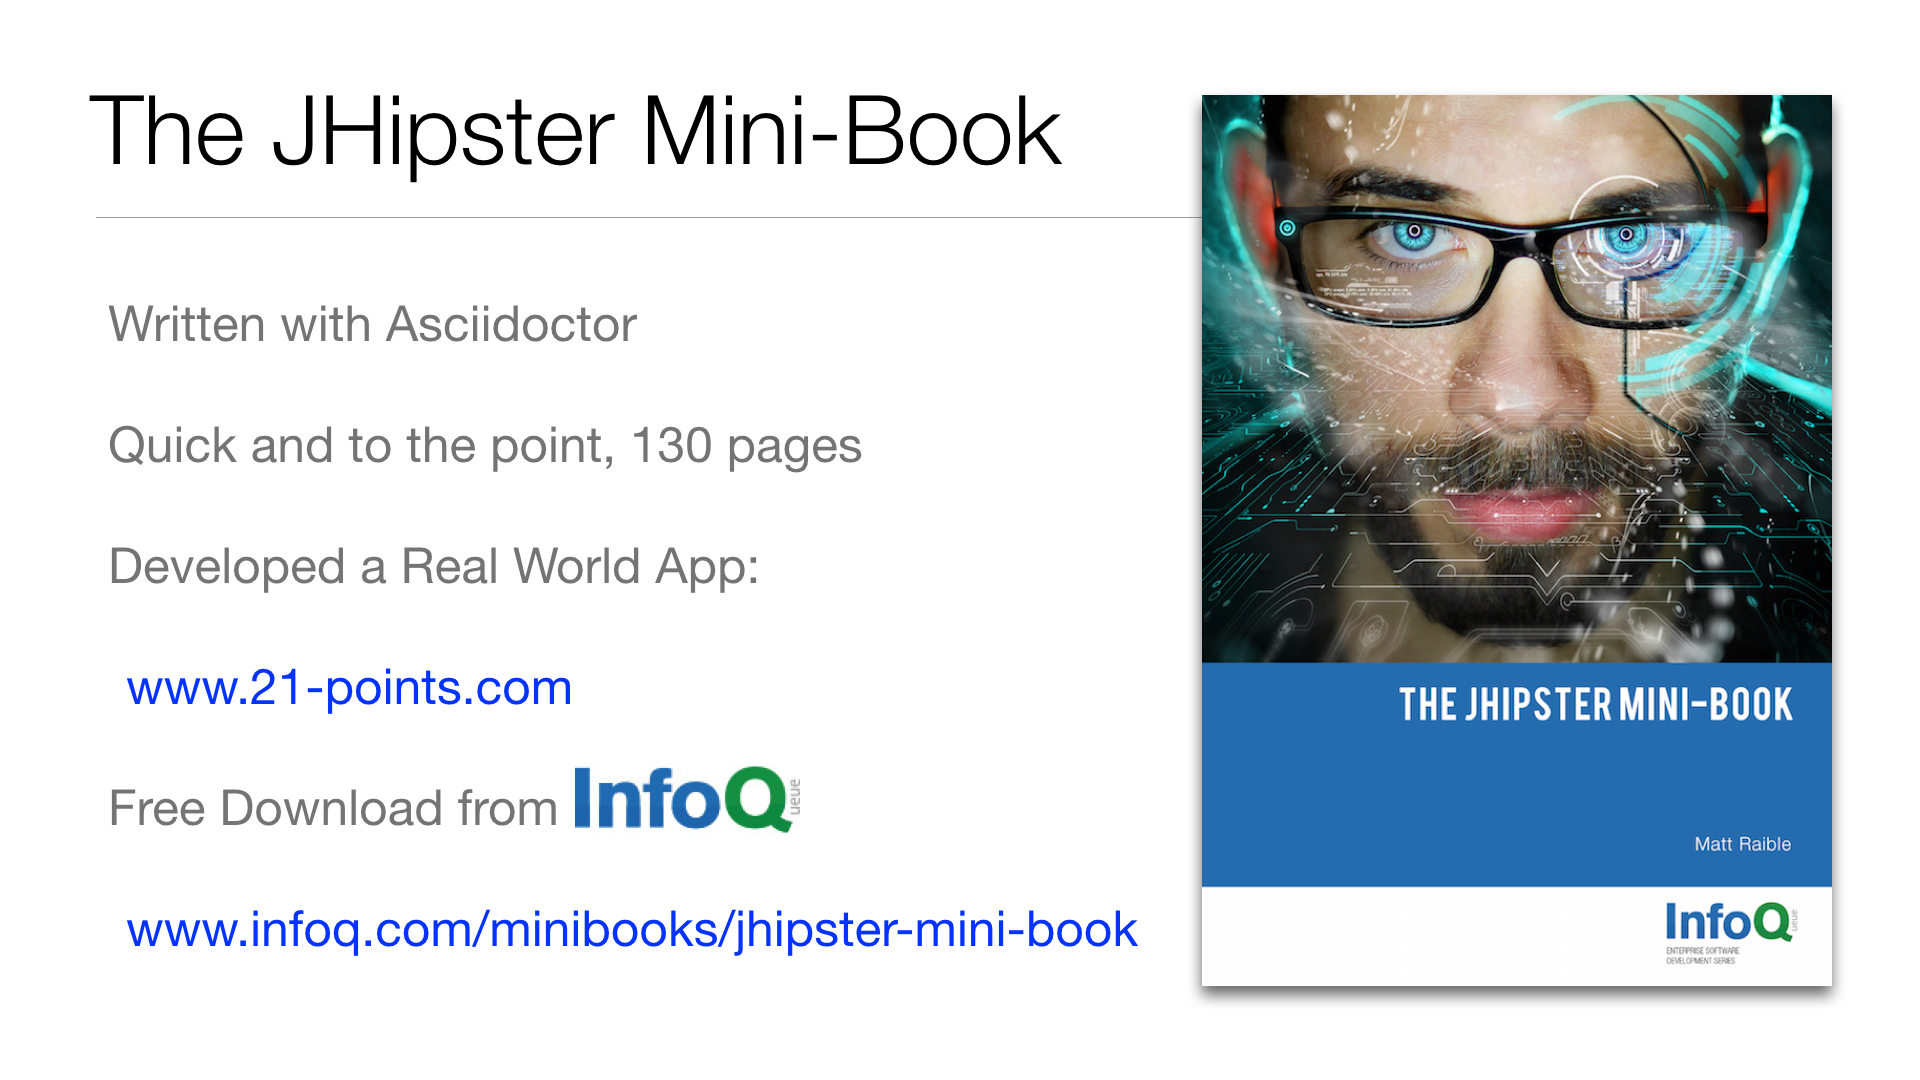 The JHipster Mini-Book
Written with Asciidoctor
Quick and to the point, 130 pages
Developed a Real World App:
www.21-points.com
Free Download from InfoQueue
www.infoq.com/minibooks/jhipster-mini-book
THE JHIPSTER MINI-BOOK
Matt Raible
InfoQueue
ENTERPRISE SOFTWARE
DEVELOPMENT SERIES